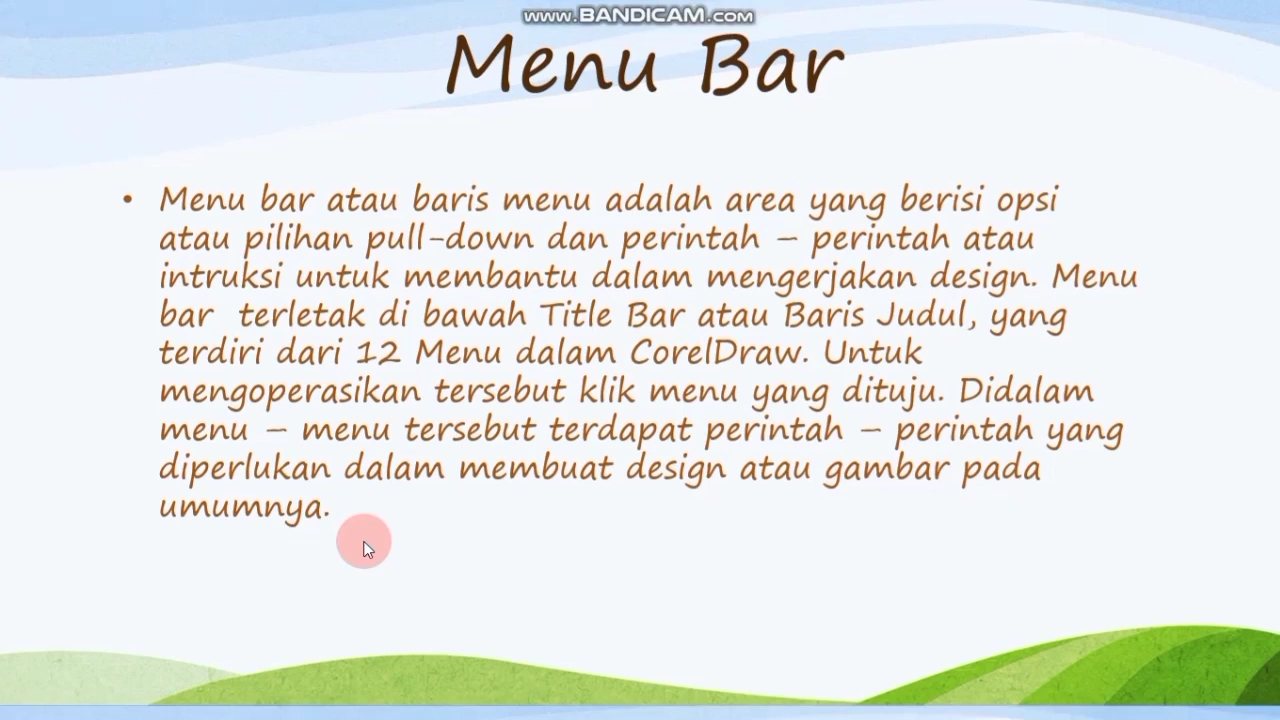 www.BANDICAM.com
Menu Bar
• Menu bar atau baris menu adalah area yang berisi opsi
atau pilihan pull-down dan perintah – perintah atau
intruksi untuk membantu dalam mengerjakan design. Menu
bar  terletak di bawah Title Bar atau Baris Judul, yang
terdiri dari 12 Menu dalam CorelDraw. Untuk
mengoperasikan tersebut klik menu yang dituju. Didalam
menu – menu tersebut terdapat perintah – perintah yang
diperlukan dalam membuat design atau gambar pada
umumnya.